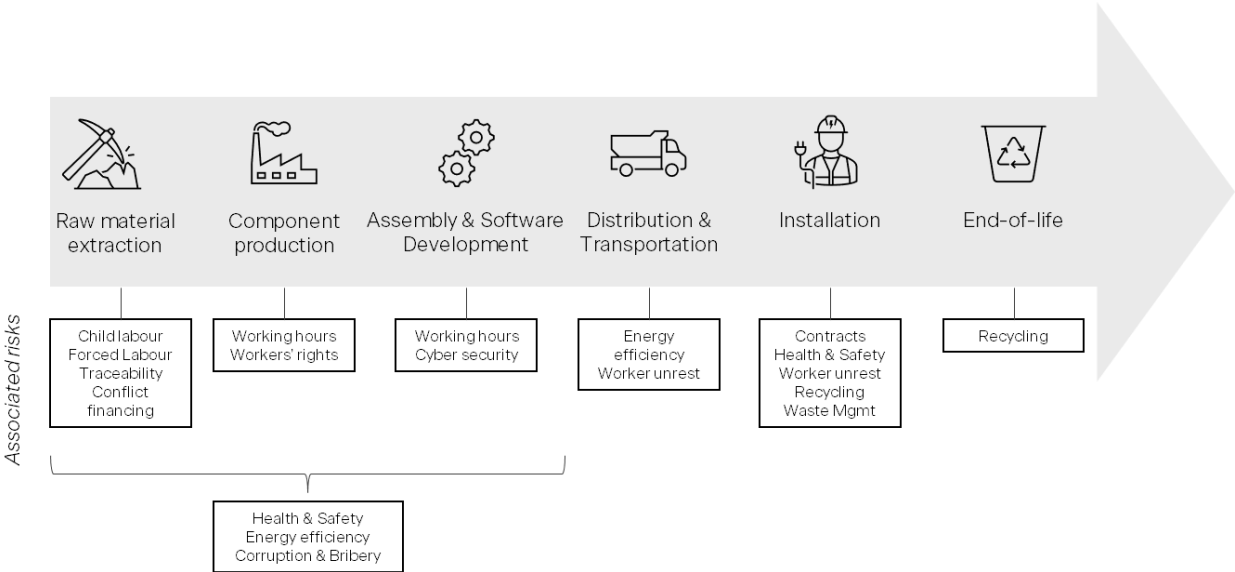 Raw material
extraction
Component
production
Assembly & Software
Development
Distribution &
Transportation
Installation
End-of-life
Associated risks
Child labour
Forced Labour
Traceability
Conflict
financing
Working hours
Workers' rights
Working hours
Cyber security
Energy
efficiency
Worker unrest
Contracts
Health & Safety
Worker unrest
Recycling
Waste Mgmt
Recycling
Health & Safety
Energy efficiency
Corruption & Bribery